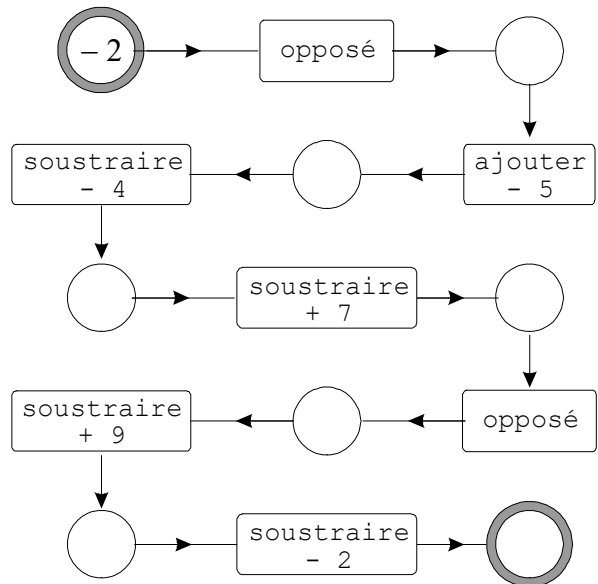 – 2
opposé
soustraire
- 4
ajouter
- 5
soustraire
+ 7
soustraire
+ 9
opposé
soustraire
- 2